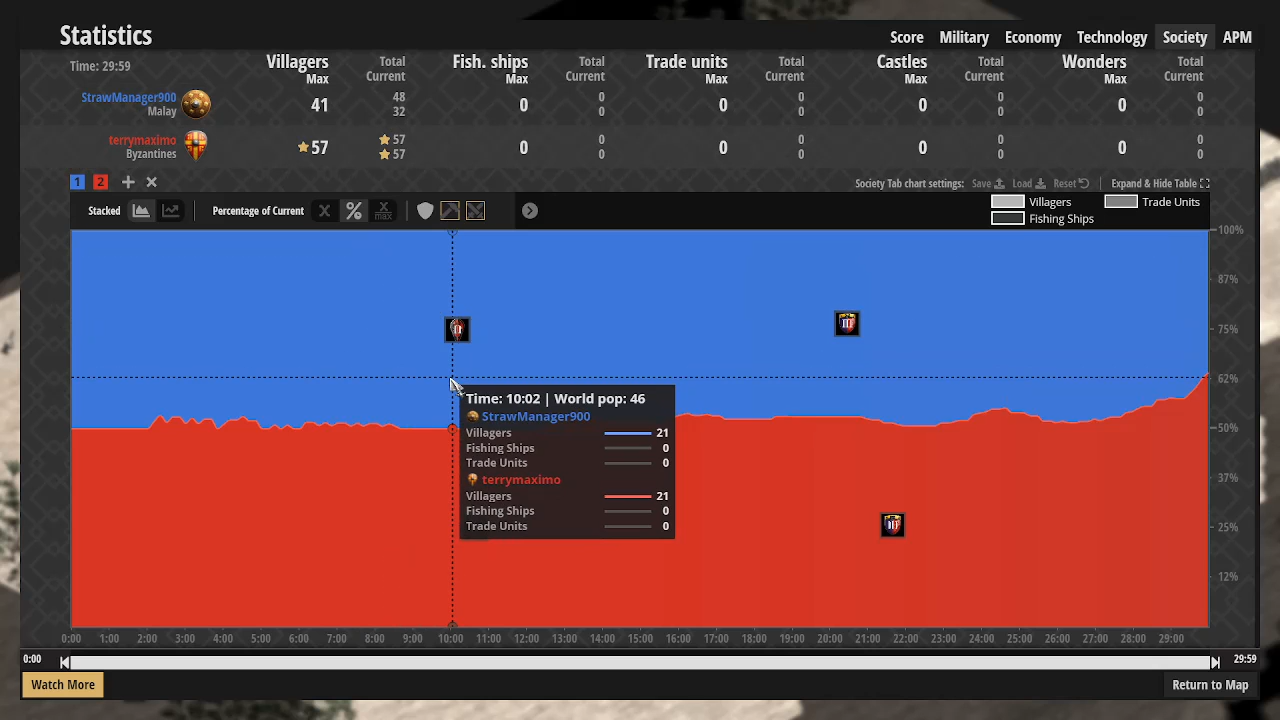 Statistics
Score Military Economy Technology Society APM
Time: 29:59
Villagers Max Total Current Fish. ships Max Total Current Trade units Max Total Current Castles Max Total Current Wonders Max Total Current
StrawManager900 Malay 41 48 32 0 0 0 0 0 0 0 0 0 0 0 0
terrymaximo Byzantines 57 57 57 0 0 0 0 0 0 0 0 0 0 0 0
1 2 + × Society Tab chart settings: Save Load Reset Expand & Hide Table
Stacked Percentage of Current X % X max
Villagers Trade Units
Fishing Ships
100%
87%
75%
62%
50%
37%
25%
12%
II
III
III
Time: 10:02 | World pop: 46
StrawManager900
Villagers 21
Fishing Ships 0
Trade Units 0
terrymaximo
Villagers 21
Fishing Ships 0
Trade Units 0
0:00 1:00 2:00 3:00 4:00 5:00 6:00 7:00 8:00 9:00 10:00 11:00 12:00 13:00 14:00 15:00 16:00 17:00 18:00 19:00 20:00 21:00 22:00 23:00 24:00 25:00 26:00 27:00 28:00 29:00
0:00 29:59
Watch More Return to Map